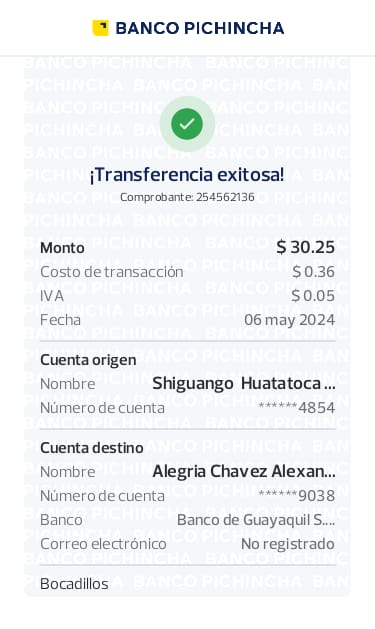 BANCO PICHINCHA
¡Transferencia exitosa!
Comprobante: 254562136
Monto $ 30.25
Costo de transacción $ 0.36
IVA $ 0.05
Fecha 06 may 2024
Cuenta origen
Nombre Shiguango Huatatoca ...
Número de cuenta ******4854
Cuenta destino
Nombre Alegria Chavez Alexan...
Número de cuenta ******9038
Banco Banco de Guayaquil S....
Correo electrónico No registrado
Bocadillos